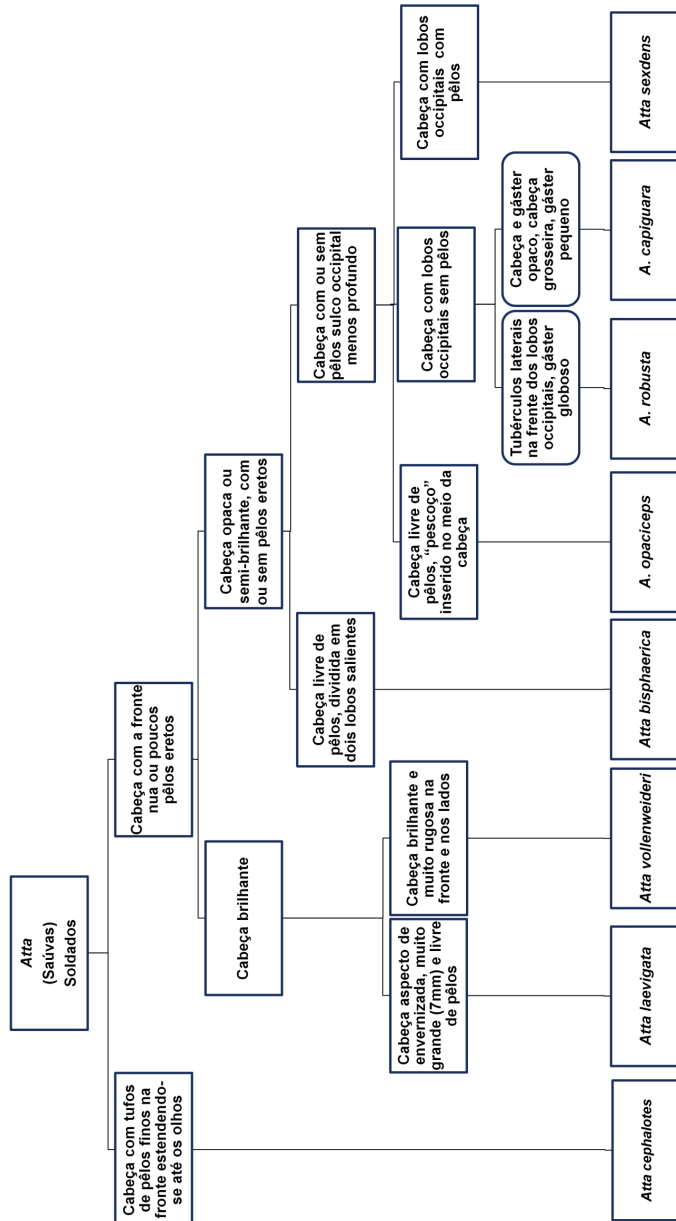 Atta
(Saúvas)
Soldados
Cabeça com tufos
de pêlos finos na
fronte estendendo-
se até os olhos
Cabeça com a fronte
nua ou poucos
pêlos eretos
Cabeça brilhante
Cabeça opaca ou
semi-brilhante, com
ou sem pêlos eretos
Cabeça livre de
pêlos, dividida em
dois lobos salientes
Cabeça com ou sem
pêlos sulco occipital
menos profundo
Cabeça aspecto de
envernizada, muito
grande (7mm) e livre
de pêlos
Cabeça brilhante e
muito rugosa na
fronte e nos lados
Cabeça livre de
pêlos, “pescoço”
inserido no meio da
cabeça
Cabeça com lobos
occipitais sem pêlos
Cabeça com lobos
occipitais com
pêlos
Tubérculos laterais
na frente dos lobos
occipitais, gáster
globoso
Cabeça e gáster
opaco, cabeça
grosseira, gáster
pequeno
Atta cephalotes
Atta laevigata
Atta vollenweideri
Atta bisphaerica
A. opaciceps
A. robusta
A. capiguara
Atta sexdens